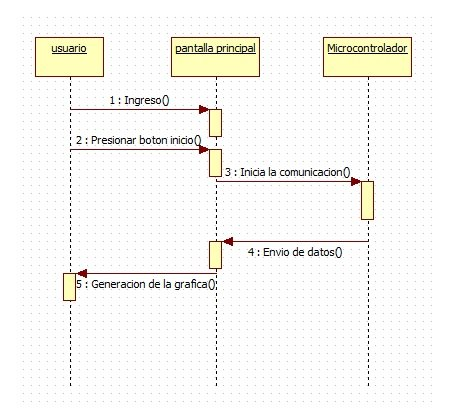 usuario
pantalla principal
Microcontrolador
1 : Ingreso()
2 : Presionar boton inicio()
3 : Inicia la comunicacion()
4 : Envio de datos()
5 : Generacion de la grafica()